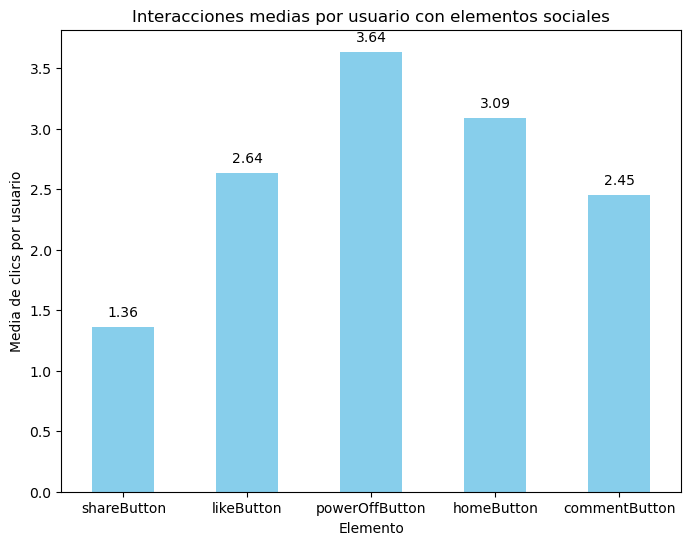 Interacciones medias por usuario con elementos sociales
Media de clics por usuario
3.5
3.0
2.5
2.0
1.5
1.0
0.5
0.0
1.36
2.64
3.64
3.09
2.45
shareButton
likeButton
powerOffButton
homeButton
commentButton
Elemento